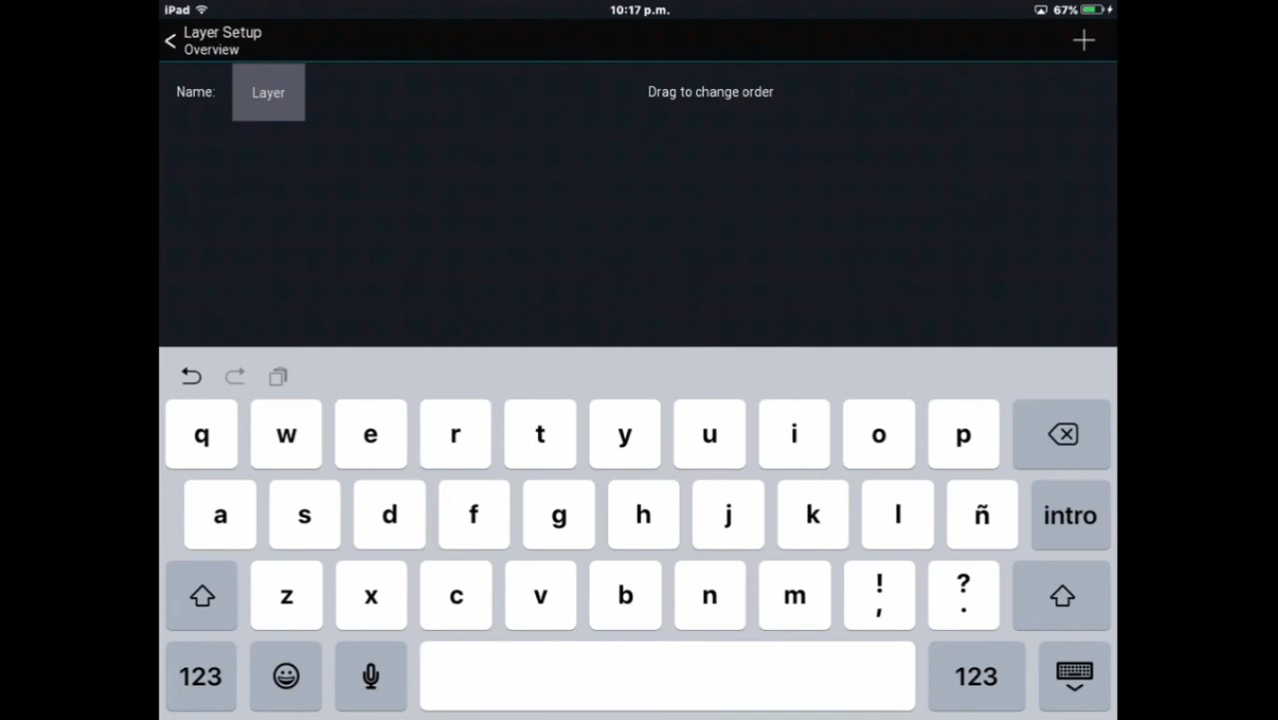 iPad 10:17 p.m. 67%
Layer Setup
Overview
Name: Layer Drag to change order
q w e r t y u i o p
a s d f g h j k l ñ intro
z x c v b n m ! , ? .
123 123